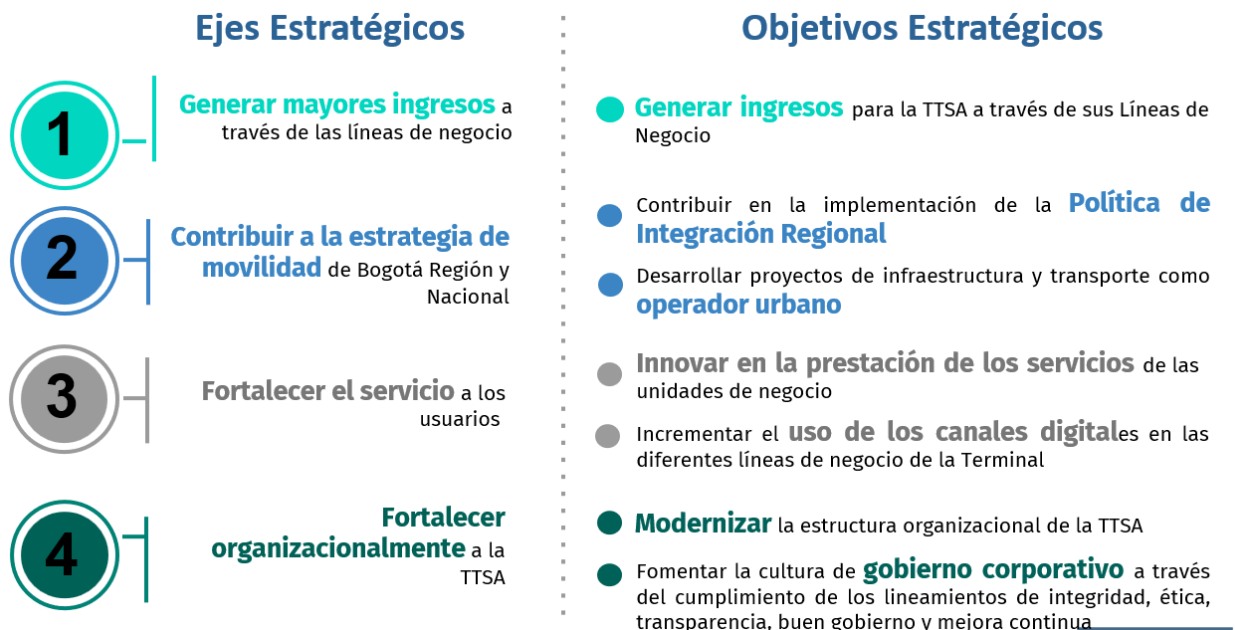 Ejes Estratégicos
Objetivos Estratégicos
1
Generar mayores ingresos a
través de las líneas de negocio
Generar ingresos para la TTSA a través de sus Líneas de
Negocio
2
Contribuir a la estrategia de
movilidad de Bogotá Región y
Nacional
Contribuir en la implementación de la Política de
Integración Regional
Desarrollar proyectos de infraestructura y transporte como
operador urbano
3
Fortalecer el servicio a los
usuarios
Innovar en la prestación de los servicios de las
unidades de negocio
Incrementar el uso de los canales digitales en las
diferentes líneas de negocio de la Terminal
4
Fortalecer
organizacionalmente a la
TTSA
Modernizar la estructura organizacional de la TTSA
Fomentar la cultura de gobierno corporativo a través
del cumplimiento de los lineamientos de integridad, ética,
transparencia, buen gobierno y mejora continua